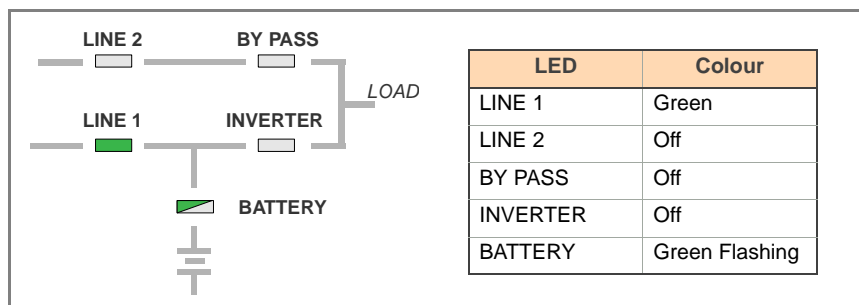 LINE 2 BY PASS
LOAD
LINE 1 INVERTER
BATTERY
LED Colour
LINE 1 Green
LINE 2 Off
BY PASS Off
INVERTER Off
BATTERY Green Flashing